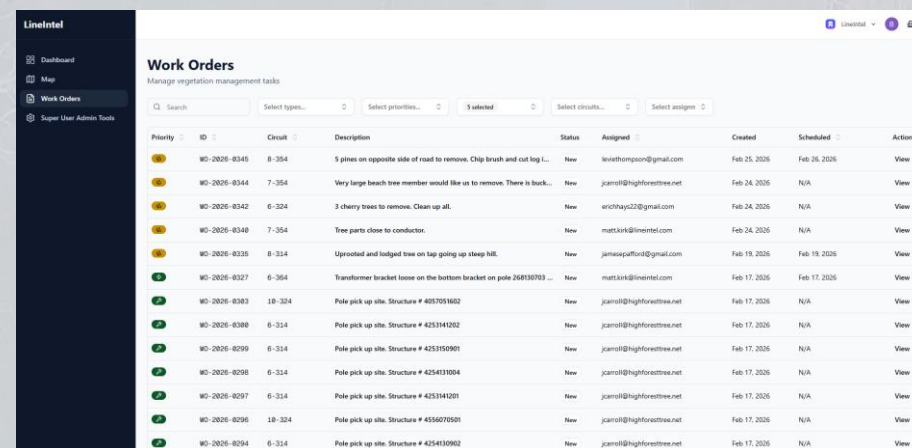 LineIntel
LineIntel
Dashboard
Map
Work Orders
Super User Admin Tools
Work Orders
Manage vegetation management tasks
Search
Select types...
Select priorities...
5 selected
Select circuits...
Select assignn
Priority ID Circuit Description Status Assigned Created Scheduled Action
WO-2026-0345 8-354 5 pines on opposite side of road to remove. Chip brush and cut log i... New leviethompson@gmail.com Feb 25, 2026 Feb 26, 2026 View
WO-2026-0344 7-354 Very large beach tree member would like us to remove. There is buck... New jcarroll@highforesttree.net Feb 24, 2026 N/A View
WO-2026-0342 6-324 3 cherry trees to remove. Clean up all. New erichhays22@gmail.com Feb 24, 2026 N/A View
WO-2026-0340 7-354 Tree parts close to conductor. New matt.kirk@lineintel.com Feb 24, 2026 N/A View
WO-2026-0335 8-314 Uprooted and lodged tree on tap going up steep hill. New jamesepafford@gmail.com Feb 19, 2026 Feb 19, 2026 View
WO-2026-0327 6-364 Transformer bracket loose on the bottom bracket on pole 268130703 ... New matt.kirk@lineintel.com Feb 17, 2026 Feb 17, 2026 View
WO-2026-0303 10-324 Pole pick up site. Structure # 4057051602 New jcarroll@highforesttree.net Feb 17, 2026 N/A View
WO-2026-0300 6-314 Pole pick up site. Structure # 4253141202 New jcarroll@highforesttree.net Feb 17, 2026 N/A View
WO-2026-0299 6-314 Pole pick up site. Structure # 4253150901 New jcarroll@highforesttree.net Feb 17, 2026 N/A View
WO-2026-0298 6-314 Pole pick up site. Structure # 4254131004 New jcarroll@highforesttree.net Feb 17, 2026 N/A View
WO-2026-0297 6-314 Pole pick up site. Structure # 4253141201 New jcarroll@highforesttree.net Feb 17, 2026 N/A View
WO-2026-0296 10-324 Pole pick up site. Structure # 4556070501 New jcarroll@highforesttree.net Feb 17, 2026 N/A View
WO-2026-0294 6-314 Pole pick up site. Structure # 4254130902 New jcarroll@highforesttree.net Feb 17, 2026 N/A View